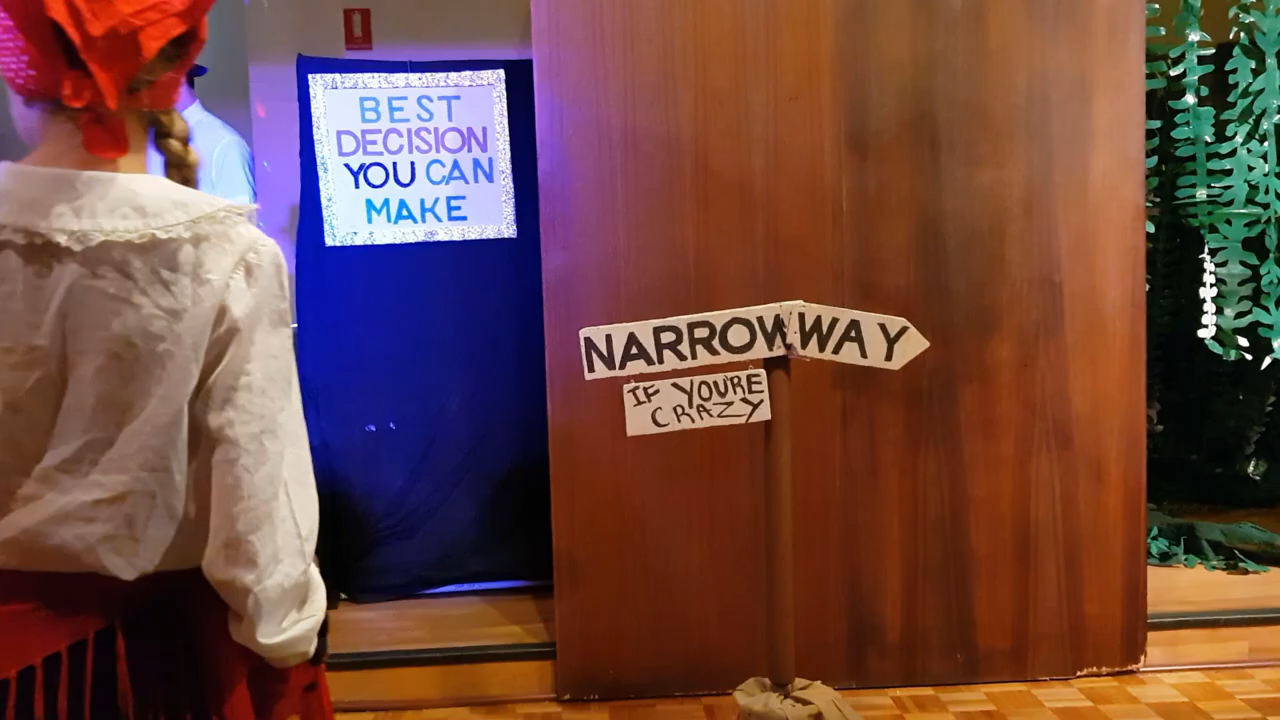 BEST
DECISION
YOU CAN
MAKE
NARROW WAY
IF YOU'RE
CRAZY